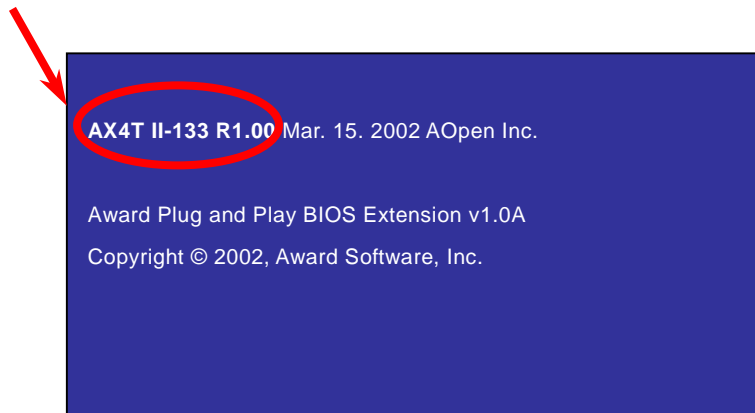 AX4T II-133 R1.00 Mar. 15. 2002 AOpen Inc.
Award Plug and Play BIOS Extension v1.0A
Copyright © 2002, Award Software, Inc.